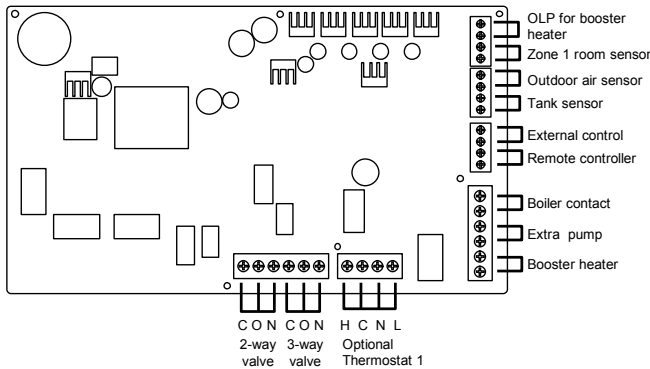 OLP for booster
heater
Zone 1 room sensor
Outdoor air sensor
Tank sensor
External control
Remote controller
Boiler contact
Extra pump
Booster heater
C O N C O N H C N L
2-way 3-way Optional
valve valve Thermostat 1